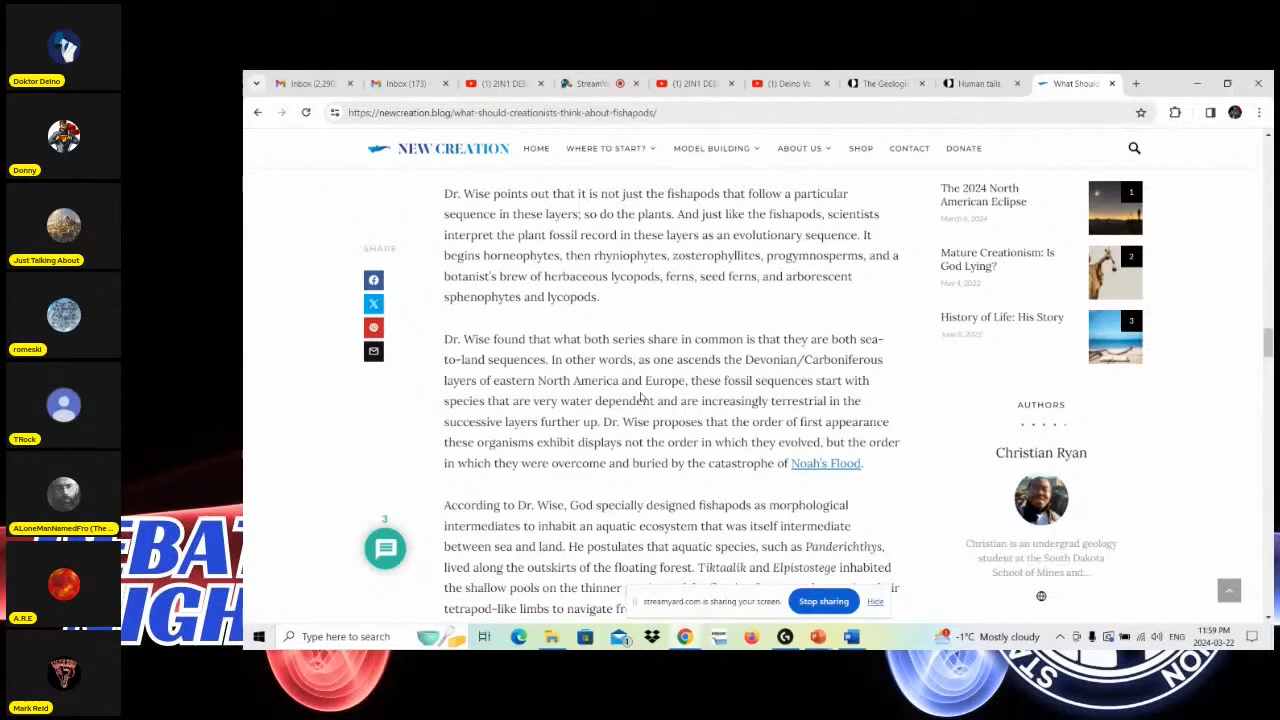 Doktor Deino
Donny
Just Talking About
romeski
TRock
ALoneManNamedFro (The ...
A.R.E
Mark Reid
Inbox (2,290
Inbox (173)
(1) 2IN1 DEB
StreamY
(1) 2IN1 DEB
(1) Deino V
The Geologi
Human tails
What Should
https://newcreation.blog/what-should-creationists-think-about-fishapods/
NEW CREATION
HOME
WHERE TO START?
MODEL BUILDING
ABOUT US
SHOP
CONTACT
DONATE
SHARE
Dr. Wise points out that it is not just the fishapods that follow a particular
sequence in these layers; so do the plants. And just like the fishapods, scientists
interpret the plant fossil record in these layers as an evolutionary sequence. It
begins horneophytes, then rhyniophytes, zosterophyllites, progymnosperms, and a
botanist's brew of herbaceous lycopods, ferns, seed ferns, and arborescent
sphenophytes and lycopods.
Dr. Wise found that what both series share in common is that they are both sea-
to-land sequences. In other words, as one ascends the Devonian/Carboniferous
layers of eastern North America and Europe, these fossil sequences start with
species that are very water dependent and are increasingly terrestrial in the
successive layers further up. Dr. Wise proposes that the order of first appearance
these organisms exhibit displays not the order in which they evolved, but the order
in which they were overcome and buried by the catastrophe of Noah's Flood.
According to Dr. Wise, God specially designed fishapods as morphological
intermediates to inhabit an aquatic ecosystem that was itself intermediate
between sea and land. He postulates that aquatic species, such as Panderichthys,
lived along the outskirts of the floating forest. Tiktaalik and Elpistostege inhabited
the shallow pools on the thinner
tetrapod-like limbs to navigate
3
The 2024 North
American Eclipse
March 6, 2024
1
Mature Creationism: Is
God Lying?
May 4, 2022
2
History of Life: His Story
June 6, 2022
3
AUTHORS
Christian Ryan
Christian is an undergrad geology
student at the South Dakota
School of Mines and...
streamyard.com is sharing your screen.
Stop sharing
Hide
Type here to search
-1°C Mostly cloudy
ENG
11:59 PM
2024-03-22